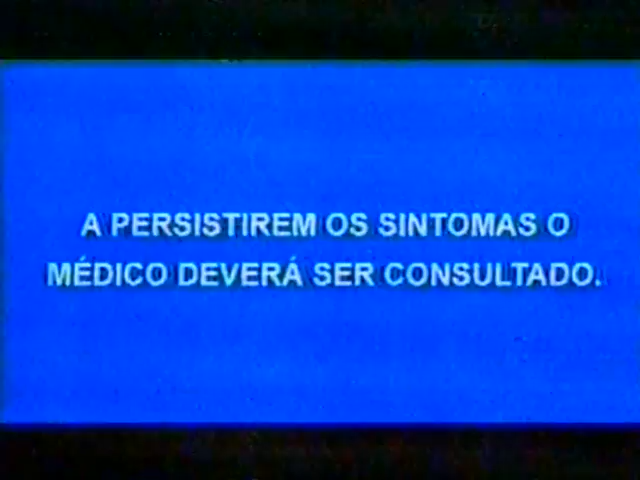 A PERSISTIREM OS SINTOMAS O
MÉDICO DEVERÁ SER CONSULTADO.